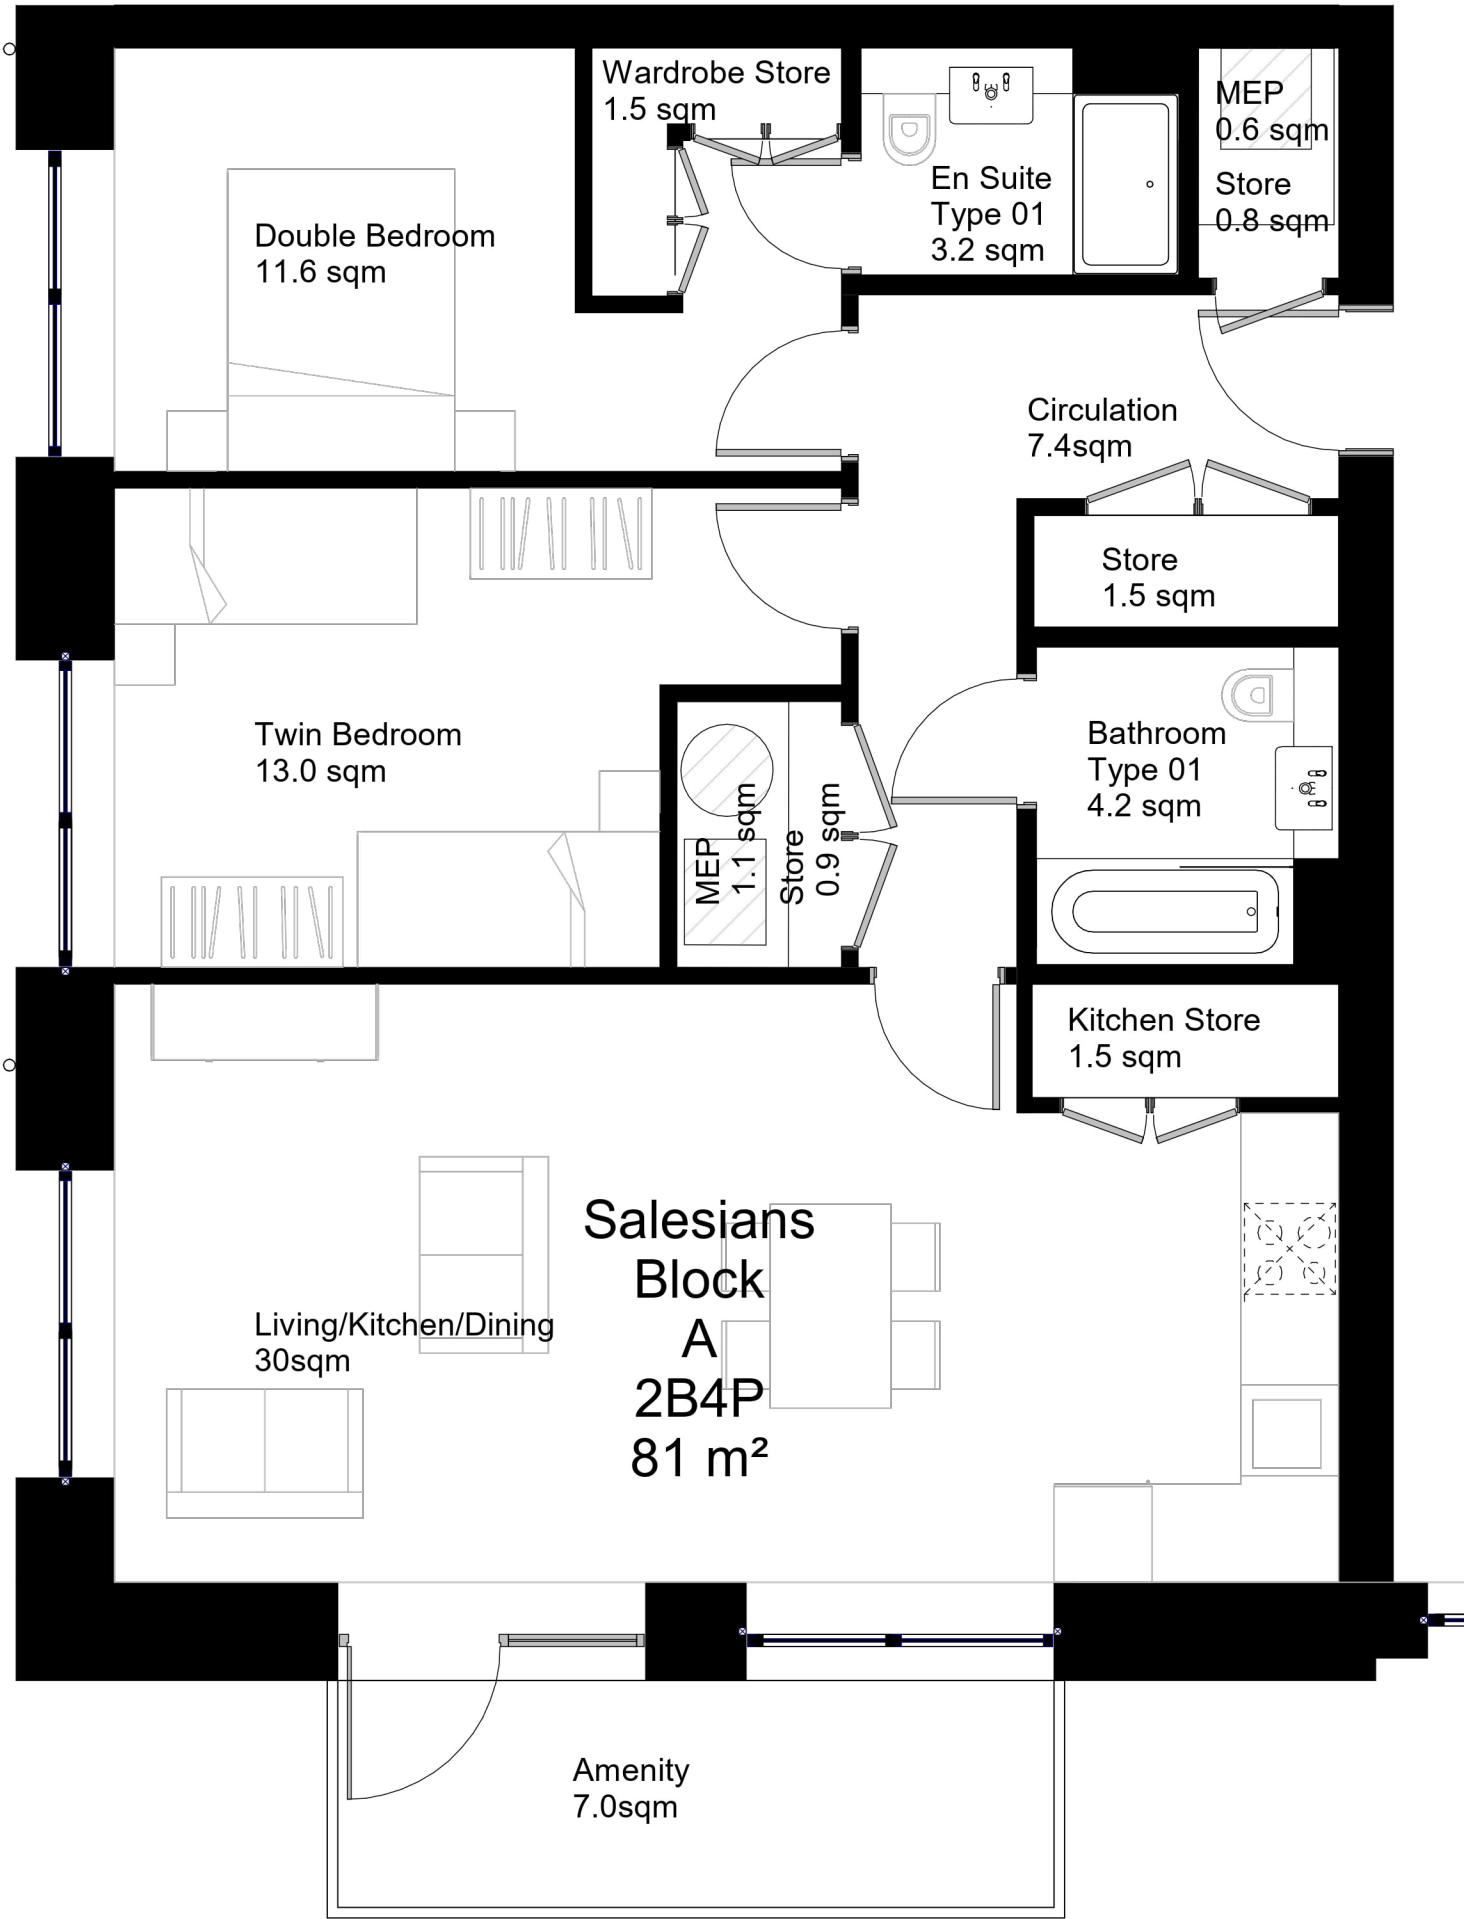 Wardrobe Store
1.5 sqm
MEP
0.6 sqm
Store
0.8 sqm
En Suite
Type 01
3.2 sqm
Double Bedroom
11.6 sqm
Circulation
7.4sqm
Store
1.5 sqm
Twin Bedroom
13.0 sqm
MEP
1.1 sqm
Store
0.9 sqm
Bathroom
Type 01
4.2 sqm
Kitchen Store
1.5 sqm
Salesians
Block
A
2B4P
81 m²
Living/Kitchen/Dining
30sqm
Amenity
7.0sqm